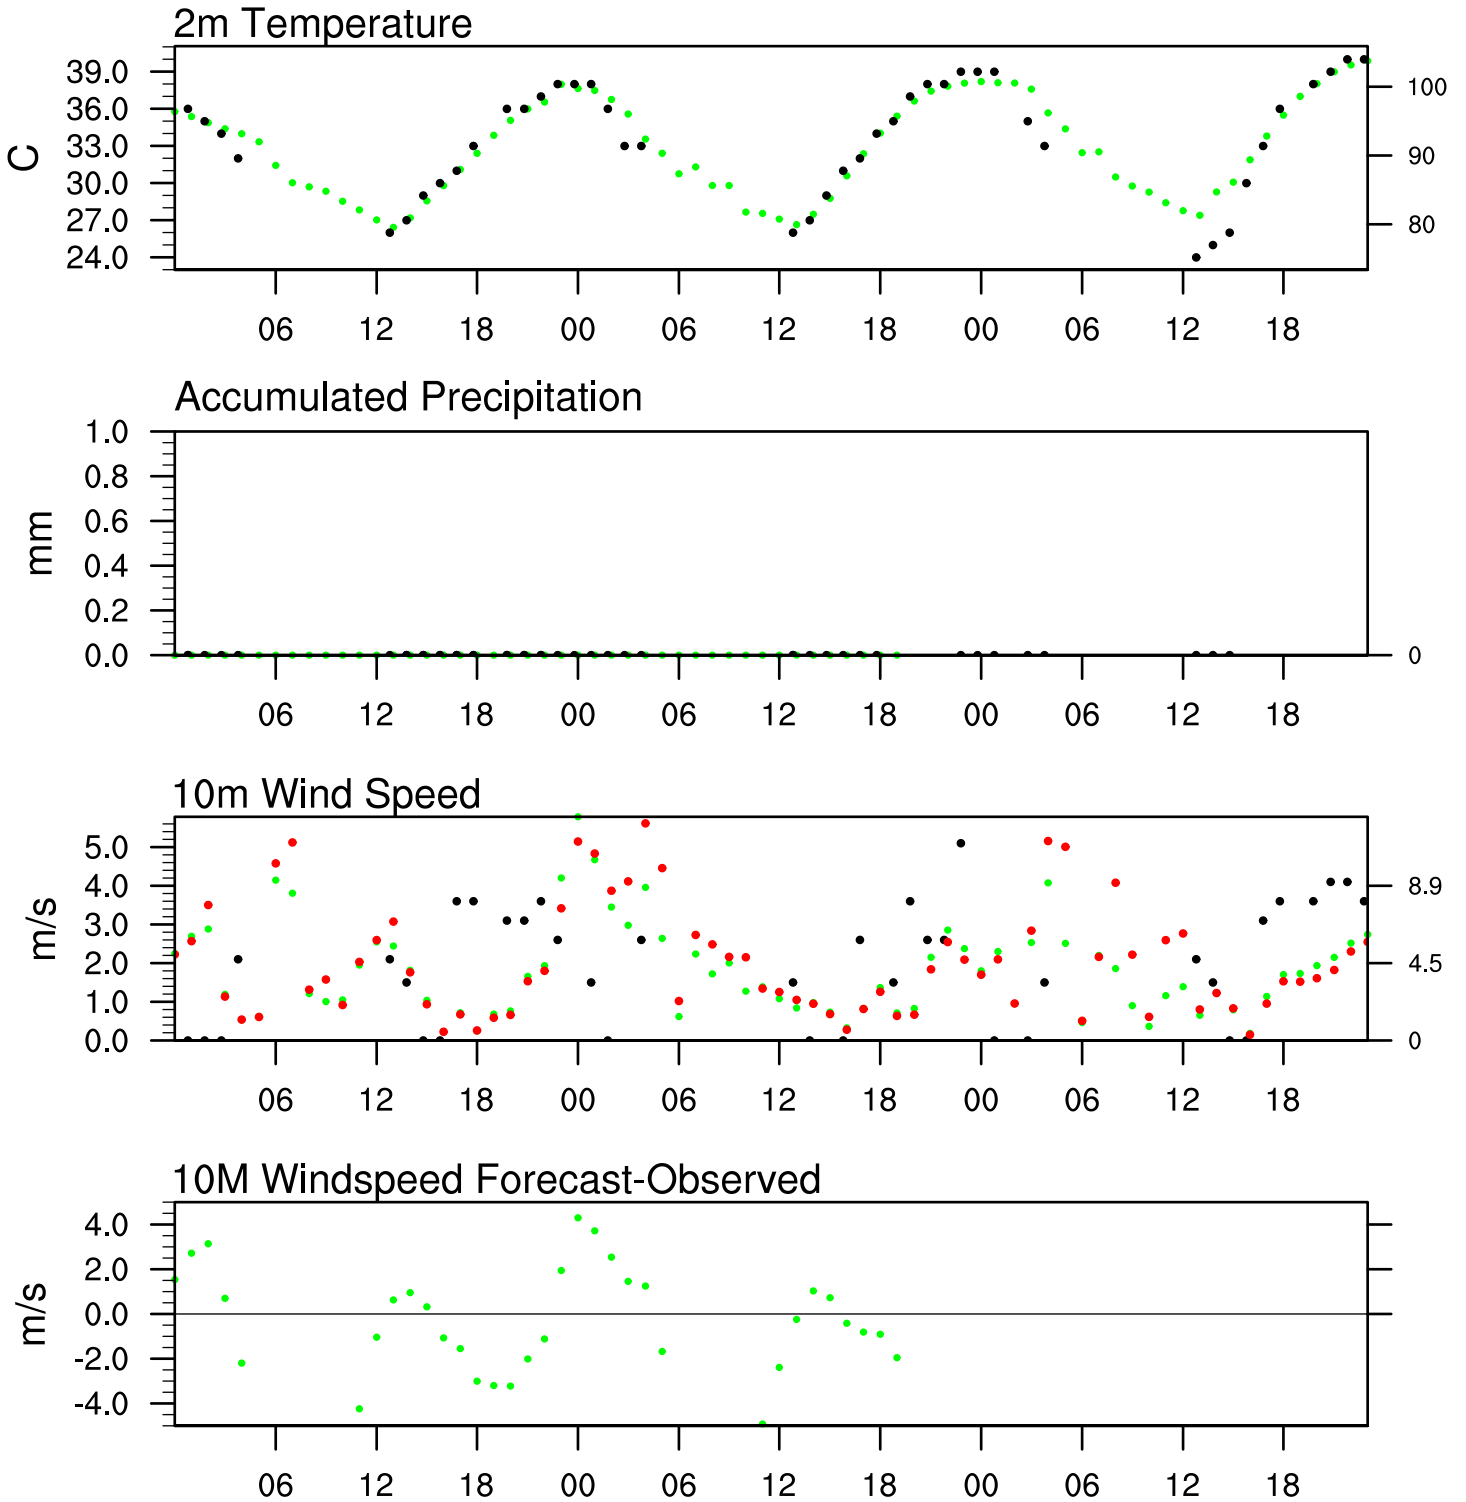 2m Temperature
39.0
36.0
33.0
30.0
27.0
24.0
C
100
90
80
06 12 18 00 06 12 18 00 06 12 18
Accumulated Precipitation
1.0
0.8
0.6
0.4
0.2
0.0
mm
0
06 12 18 00 06 12 18 00 06 12 18
10m Wind Speed
5.0
4.0
3.0
2.0
1.0
0.0
m/s
8.9
4.5
0
06 12 18 00 06 12 18 00 06 12 18
10M Windspeed Forecast-Observed
4.0
2.0
0.0
-2.0
-4.0
m/s
06 12 18 00 06 12 18 00 06 12 18